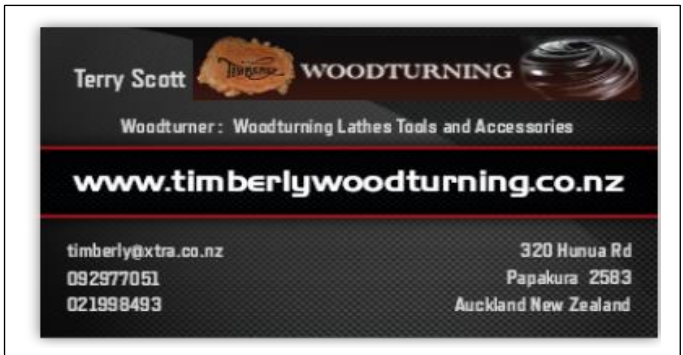 Terry Scott
Timberly WOODTURNING
Woodturner: Woodturning Lathes Tools and Accessories
www.timberlywoodturning.co.nz
timberly@xtra.co.nz
092977051
021998493
320 Hunua Rd
Papakura 2583
Auckland New Zealand